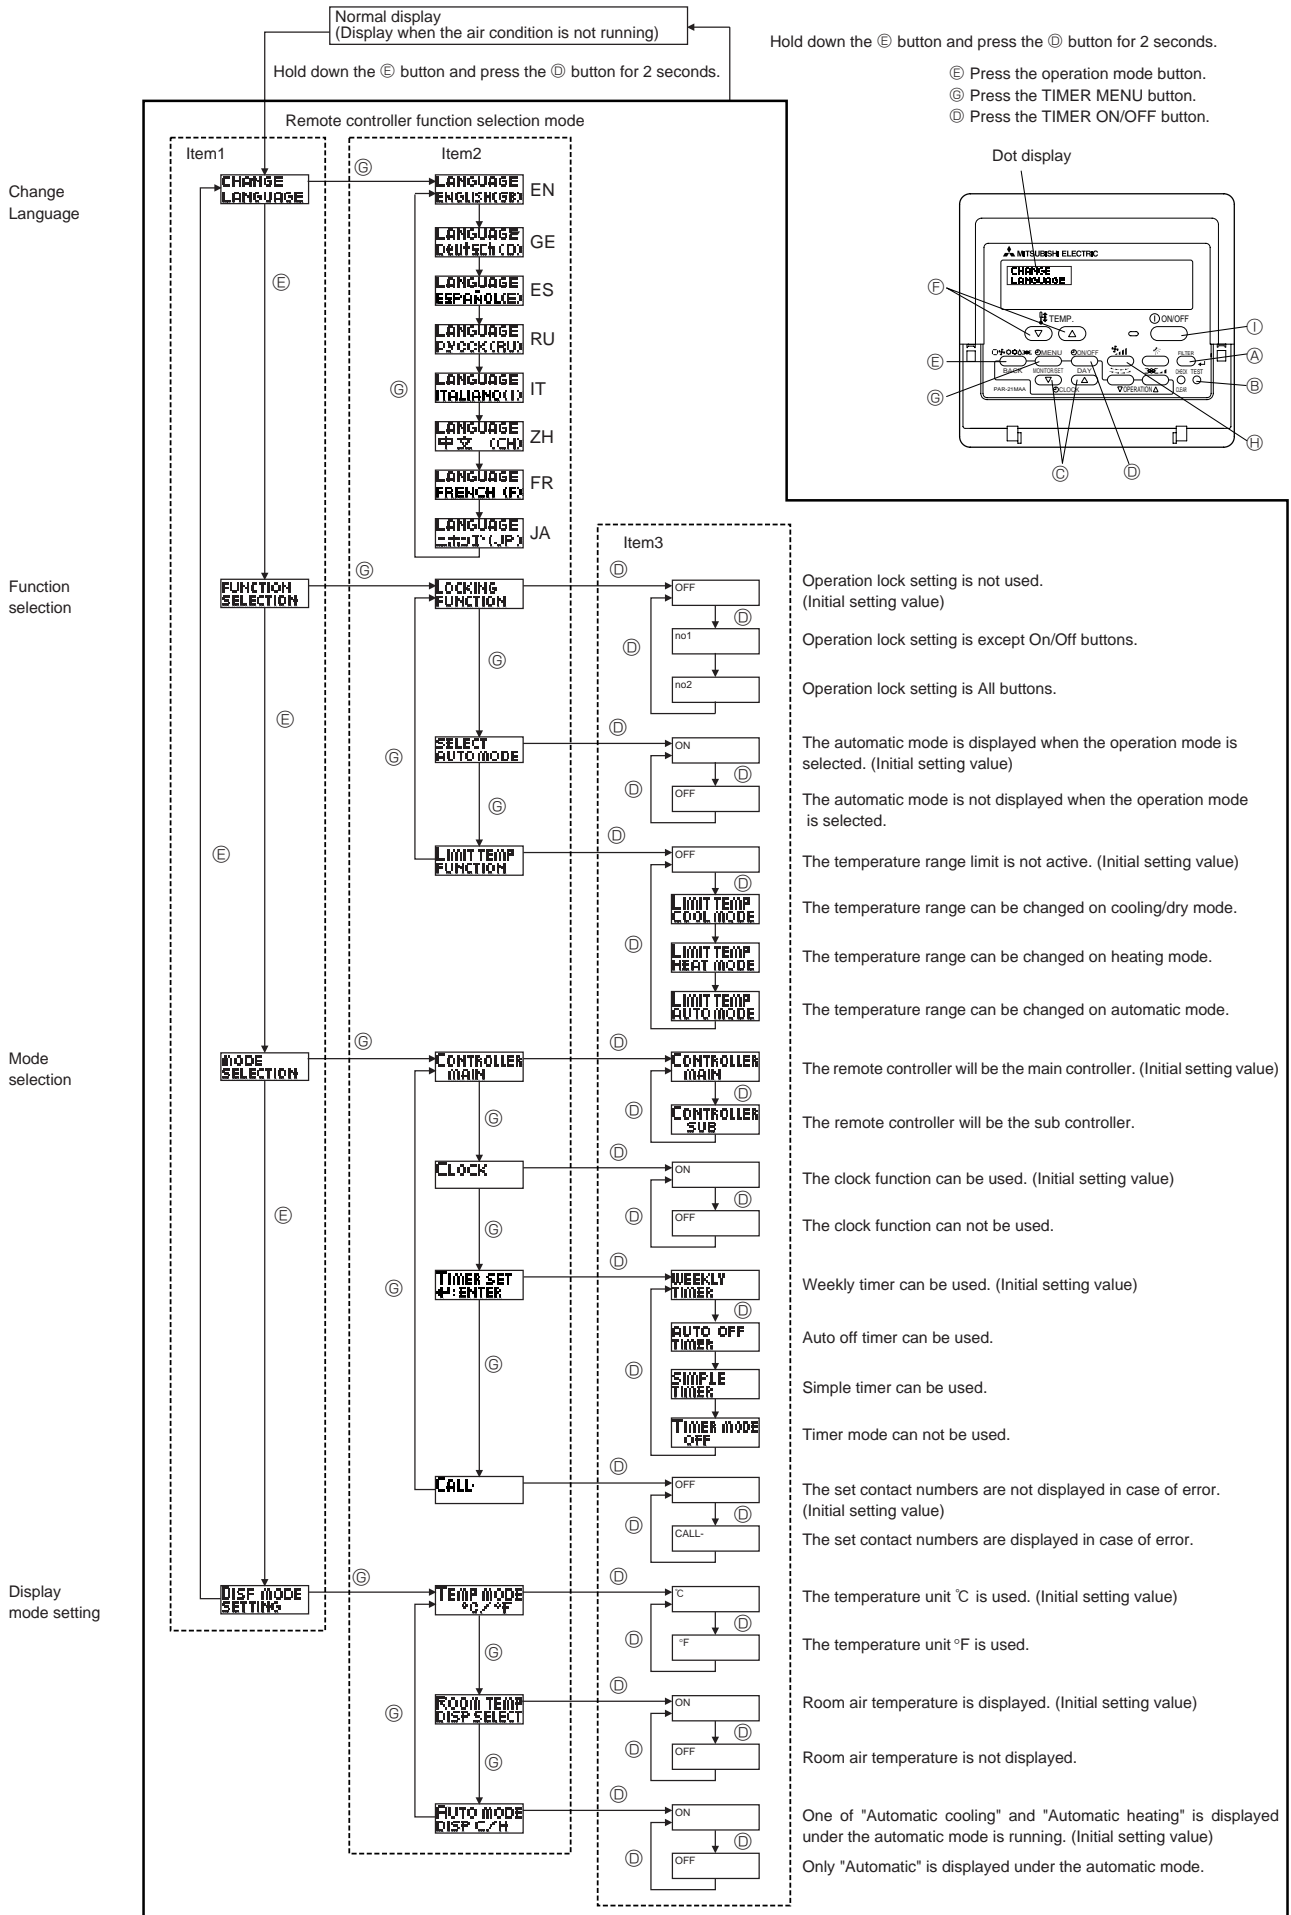 Normal display
(Display when the air condition is not running)
Hold down the Ⓔ button and press the Ⓓ button for 2 seconds.
Hold down the Ⓔ button and press the Ⓓ button for 2 seconds.
Ⓔ Press the operation mode button.
Ⓖ Press the TIMER MENU button.
Ⓓ Press the TIMER ON/OFF button.
Dot display
MITSUBISHI ELECTRIC
CHANGE
LANGUAGE
Ⓕ
TEMP.
ON/OFF
Ⓘ
Ⓔ
MENU
ON/OFF
FILTER
Ⓐ
BACK
MONITOR/SET
DAY
CHECK TEST
Ⓑ
PAR-21MAA
CLOCK
▽OPERATION△
CLEAR
Ⓖ
Ⓗ
Ⓒ
Ⓓ
Remote controller function selection mode
Item1
Item2
Change
Language
CHANGE
LANGUAGE
Ⓖ
LANGUAGE
ENGLISH(GB)
EN
LANGUAGE
Deutsch(D)
GE
Ⓔ
LANGUAGE
ESPAÑOL(E)
ES
LANGUAGE
РУССК(RU)
RU
Ⓖ
LANGUAGE
ITALIANO(I)
IT
LANGUAGE
中文 (CH)
ZH
LANGUAGE
FRENCH (F)
FR
LANGUAGE
ニホンゴ(JP)
JA
Item3
Function
selection
FUNCTION
SELECTION
Ⓖ
LOCKING
FUNCTION
Ⓓ
OFF
Operation lock setting is not used.
(Initial setting value)
Ⓓ
Ⓓ
no1
Operation lock setting is except On/Off buttons.
Ⓖ
no2
Operation lock setting is All buttons.
Ⓔ
Ⓖ
SELECT
AUTO MODE
Ⓓ
ON
The automatic mode is displayed when the operation mode is
selected. (Initial setting value)
Ⓓ
Ⓓ
OFF
The automatic mode is not displayed when the operation mode
is selected.
Ⓖ
Ⓔ
LIMIT TEMP
FUNCTION
Ⓓ
OFF
The temperature range limit is not active. (Initial setting value)
Ⓓ
LIMIT TEMP
COOL MODE
The temperature range can be changed on cooling/dry mode.
Ⓓ
LIMIT TEMP
HEAT MODE
The temperature range can be changed on heating mode.
LIMIT TEMP
AUTO MODE
The temperature range can be changed on automatic mode.
Mode
selection
MODE
SELECTION
Ⓖ
CONTROLLER
MAIN
Ⓓ
CONTROLLER
MAIN
The remote controller will be the main controller. (Initial setting value)
Ⓓ
Ⓓ
CONTROLLER
SUB
The remote controller will be the sub controller.
Ⓖ
CLOCK
Ⓓ
ON
The clock function can be used. (Initial setting value)
Ⓓ
Ⓓ
OFF
The clock function can not be used.
Ⓔ
Ⓖ
Ⓖ
TIMER SET
↵:ENTER
Ⓓ
WEEKLY
TIMER
Weekly timer can be used. (Initial setting value)
Ⓓ
AUTO OFF
TIMER
Auto off timer can be used.
Ⓓ
Ⓖ
SIMPLE
TIMER
Simple timer can be used.
TIMER MODE
OFF
Timer mode can not be used.
CALL-
Ⓓ
OFF
The set contact numbers are not displayed in case of error.
(Initial setting value)
Ⓓ
Ⓓ
CALL-
The set contact numbers are displayed in case of error.
Display
mode setting
DISP MODE
SETTING
Ⓖ
TEMP MODE
°C/°F
Ⓓ
℃
The temperature unit ℃ is used. (Initial setting value)
Ⓓ
Ⓓ
°F
The temperature unit °F is used.
Ⓖ
Ⓖ
ROOM TEMP
DISP SELECT
Ⓓ
ON
Room air temperature is displayed. (Initial setting value)
Ⓓ
Ⓓ
OFF
Room air temperature is not displayed.
Ⓖ
AUTO MODE
DISP C/H
Ⓓ
ON
One of "Automatic cooling" and "Automatic heating" is displayed
under the automatic mode is running. (Initial setting value)
Ⓓ
Ⓓ
OFF
Only "Automatic" is displayed under the automatic mode.